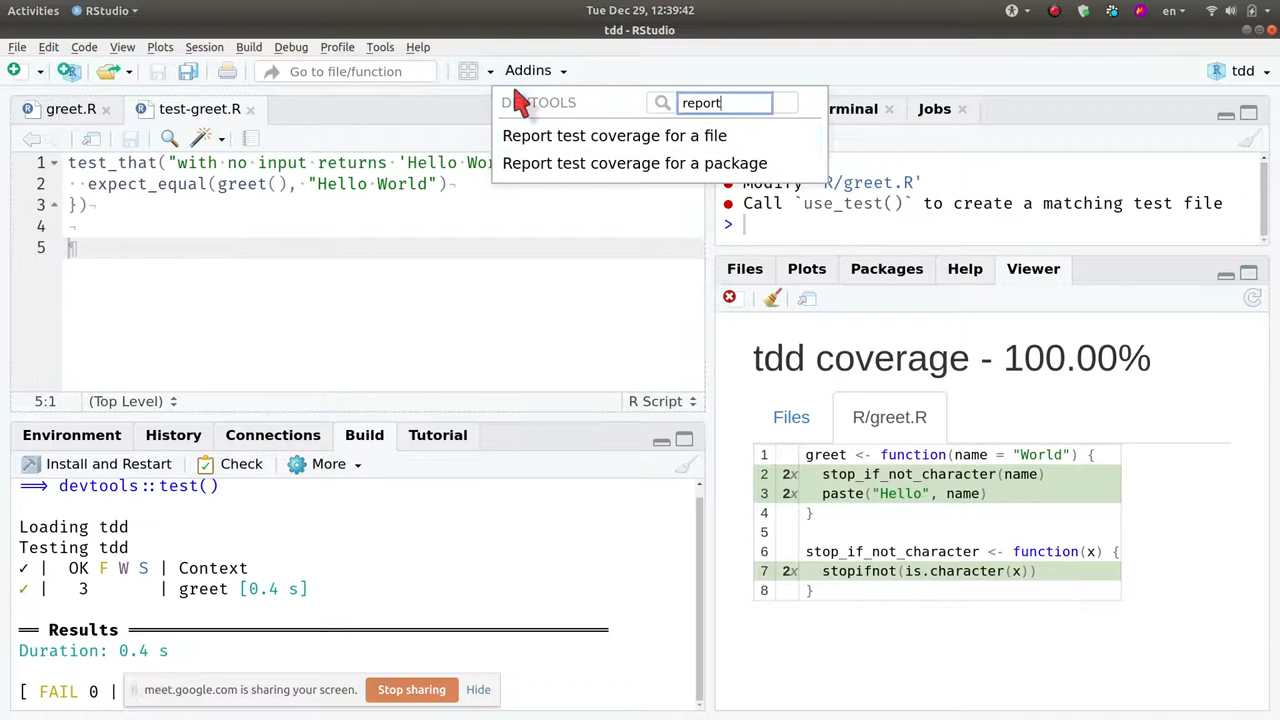 Activities RStudio Tue Dec 29, 12:39:42 en
tdd - RStudio
File Edit Code View Plots Session Build Debug Profile Tools Help
Go to file/function Addins tdd
greet.R test-greet.R
TOOLS report
Report test coverage for a file
Report test coverage for a package
rminal Jobs
1 test_that("with no input returns 'Hello Wor
2 expect_equal(greet(), "Hello World")
3 })
4
5
Modify 'R/greet.R'
Call `use_test()` to create a matching test file
>
5:1 (Top Level) R Script
Files Plots Packages Help Viewer
tdd coverage - 100.00%
Files R/greet.R
1 greet <- function(name = "World") {
2 2x stop_if_not_character(name)
3 2x paste("Hello", name)
4 }
5
6 stop_if_not_character <- function(x) {
7 2x stopifnot(is.character(x))
8 }
Environment History Connections Build Tutorial
Install and Restart Check More
==> devtools::test()
Loading tdd
Testing tdd
✓ | OK F W S | Context
✓ | 3 | greet [0.4 s]
══ Results ══
Duration: 0.4 s
[ FAIL 0 |
meet.google.com is sharing your screen. Stop sharing Hide